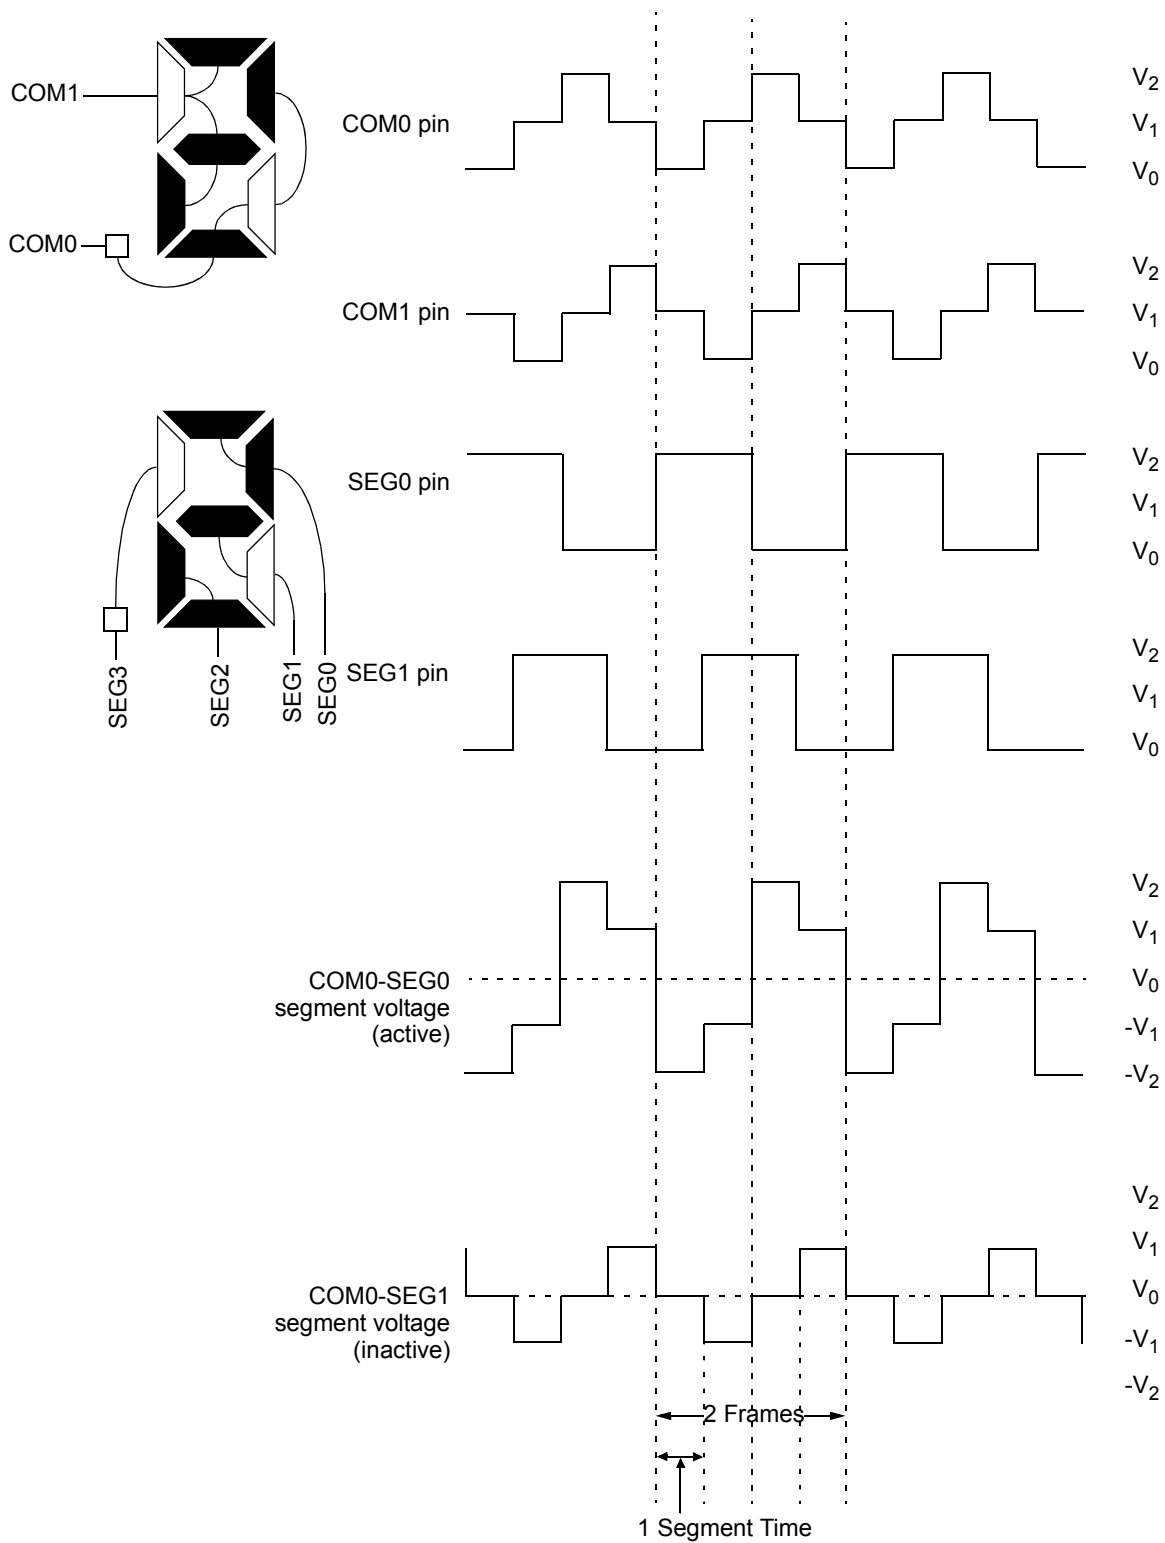 COM1
COM0
COM0 pin
V2
V1
V0
COM1 pin
V2
V1
V0
SEG0 pin
V2
V1
V0
SEG3
SEG2
SEG1
SEG0
SEG1 pin
V2
V1
V0
COM0-SEG0
segment voltage
(active)
V2
V1
V0
-V1
-V2
COM0-SEG1
segment voltage
(inactive)
V2
V1
V0
-V1
-V2
2 Frames
1 Segment Time